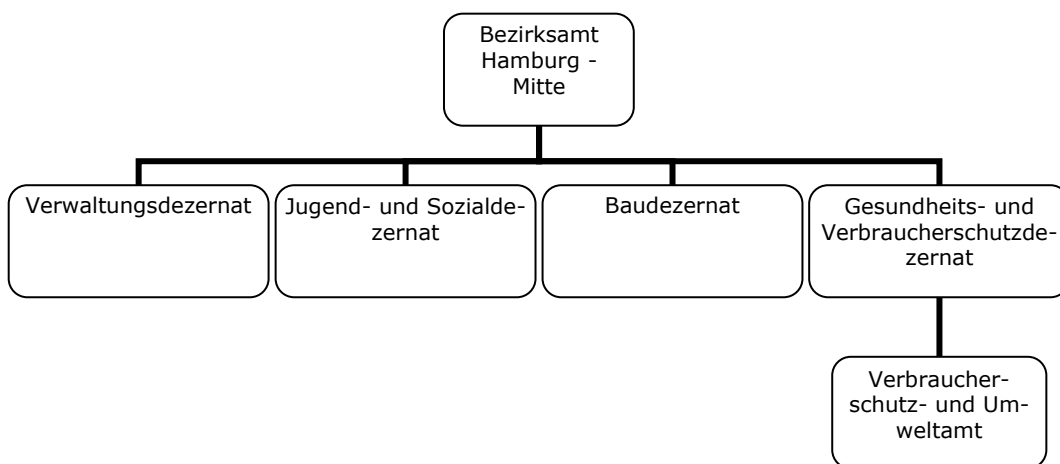 Bezirksamt
Hamburg -
Mitte
Verwaltungsdezernat
Jugend- und Sozialde-
zernat
Baudezernat
Gesundheits- und
Verbraucherschutzde-
zernat
Verbraucher-
schutz- und Um-
weltamt